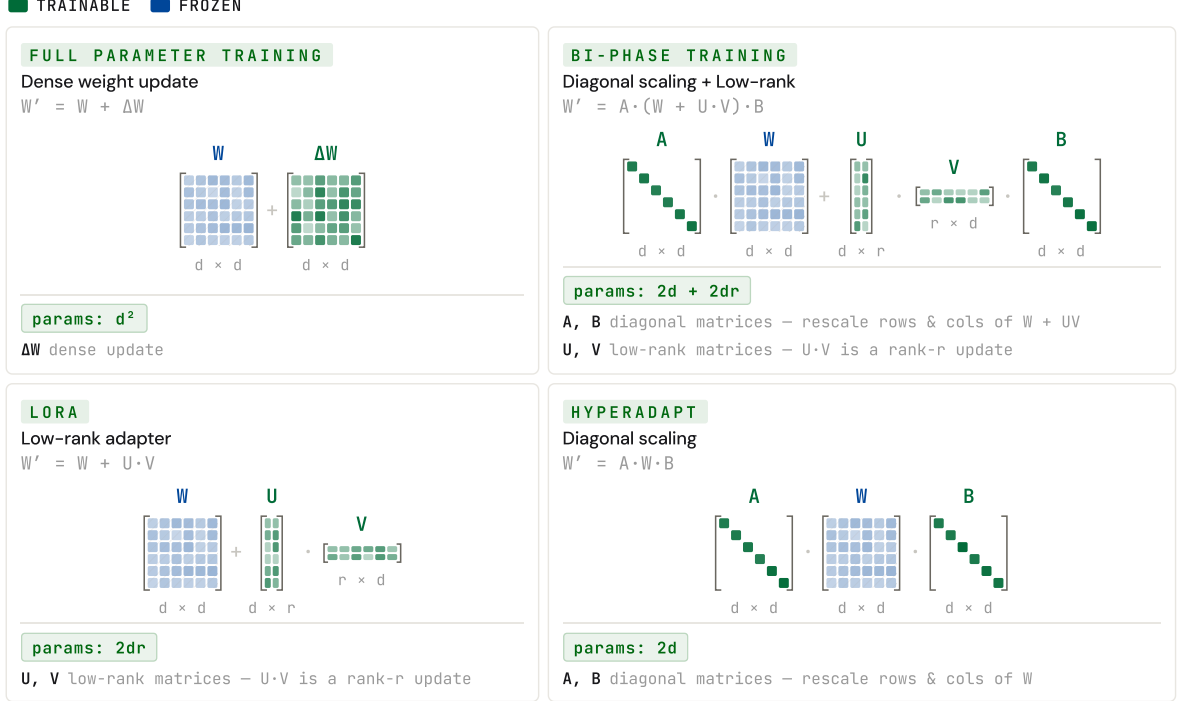 TRAINABLE FROZEN
FULL PARAMETER TRAINING
Dense weight update
W′ = W + ΔW
W ΔW
+
d × d d × d
params: d²
ΔW dense update
BI-PHASE TRAINING
Diagonal scaling + Low-rank
W′ = A·(W + U·V)·B
A W U V B
· + · ·
r × d
d × d d × d d × r d × d
params: 2d + 2dr
A, B diagonal matrices — rescale rows & cols of W + UV
U, V low-rank matrices — U·V is a rank-r update
LORA
Low-rank adapter
W′ = W + U·V
W U V
+ ·
r × d
d × d d × r
params: 2dr
U, V low-rank matrices — U·V is a rank-r update
HYPERADAPT
Diagonal scaling
W′ = A·W·B
A W B
· ·
d × d d × d d × d
params: 2d
A, B diagonal matrices — rescale rows & cols of W